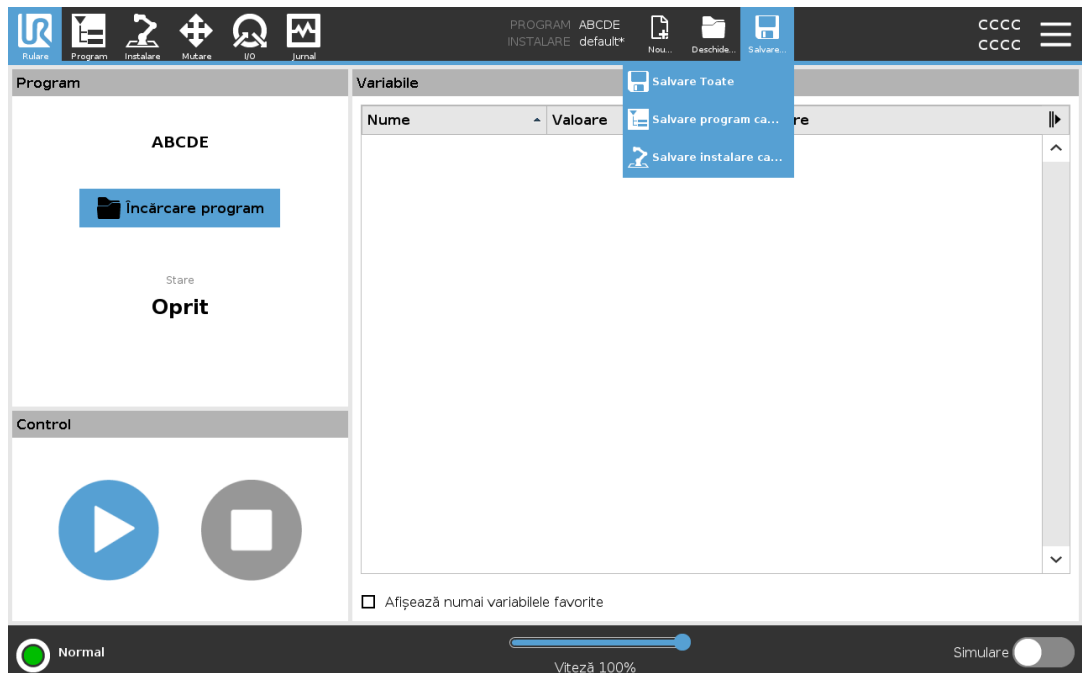 UR
Rulare
Program
Instalare
Mutare
I/O
Jurnal
PROGRAM ABCDE
INSTALARE default*
Nou...
Deschide...
Salvare...
CCCC
CCCC
Salvare Toate
Salvare program ca...
Salvare instalare ca...
Program
Variabile
Nume
Valoare
ABCDE
Încărcare program
Stare
Oprit
Control
Afișează numai variabilele favorite
Normal
Viteză 100%
Simulare